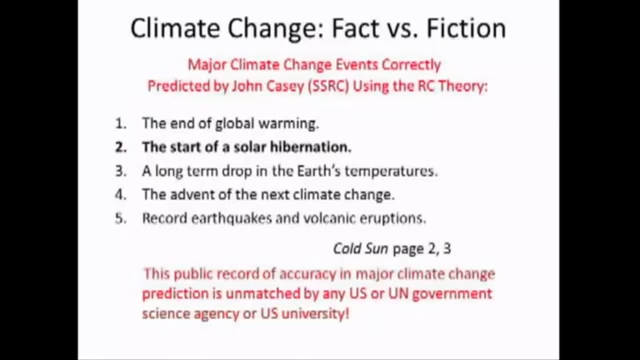 Climate Change: Fact vs. Fiction
Major Climate Change Events Correctly
Predicted by John Casey (SSRC) Using the RC Theory:
1. The end of global warming.
2. The start of a solar hibernation.
3. A long term drop in the Earth's temperatures.
4. The advent of the next climate change.
5. Record earthquakes and volcanic eruptions.
Cold Sun page 2, 3
This public record of accuracy in major climate change
prediction is unmatched by any US or UN government
science agency or US university!